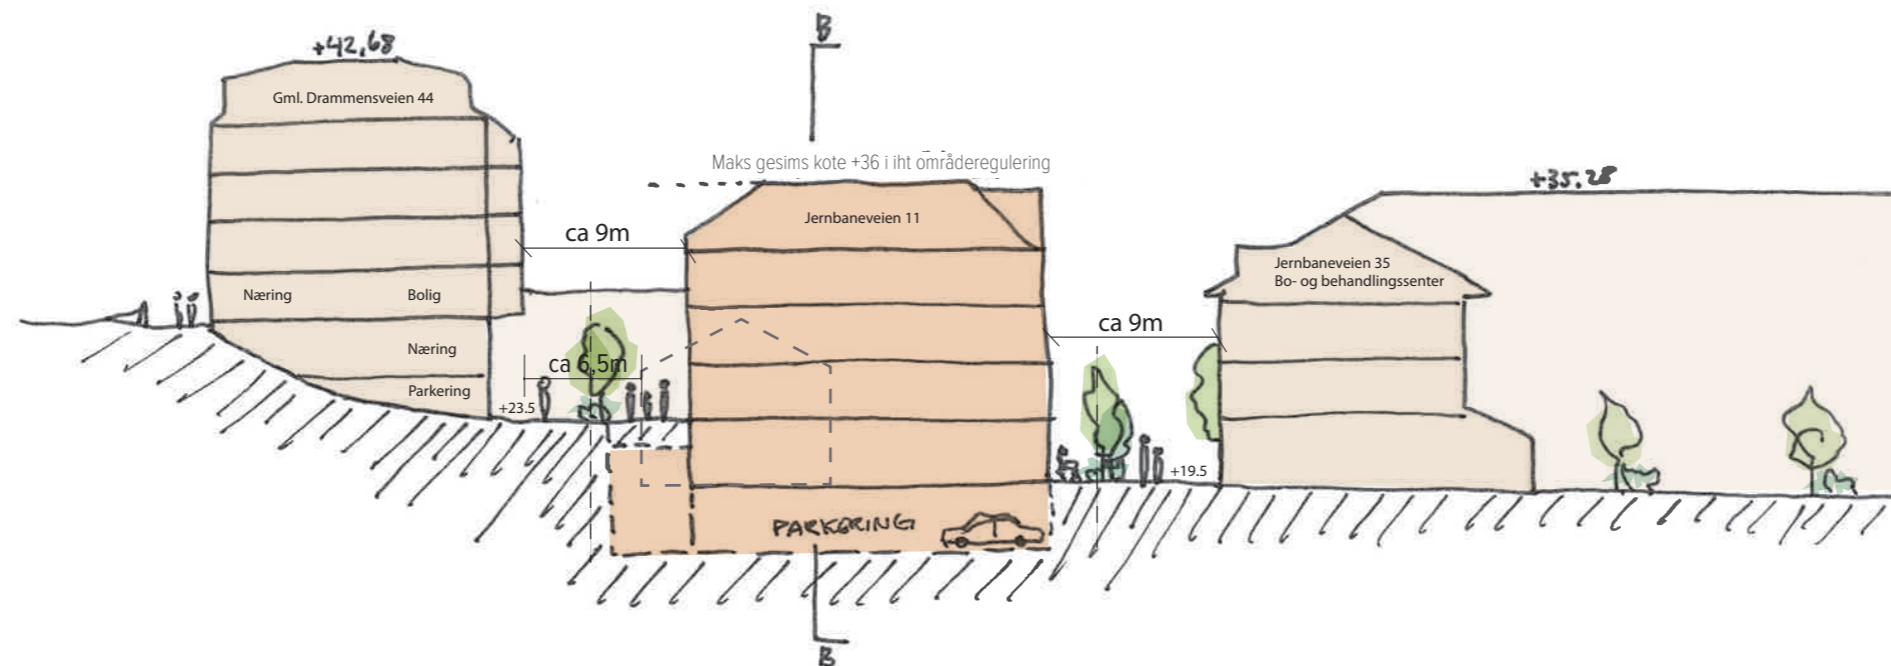 B
+42,68
Gml. Drammensveien 44
Maks gesims kote +36 i iht områderegulering
+35,28
Jernbaneveien 11
ca 9m
Jernbaneveien 35
Bo- og behandlingssenter
Næring
Bolig
ca 9m
Næring
ca 6,5m
Parkering
+23.5
+19.5
PARKERING
B